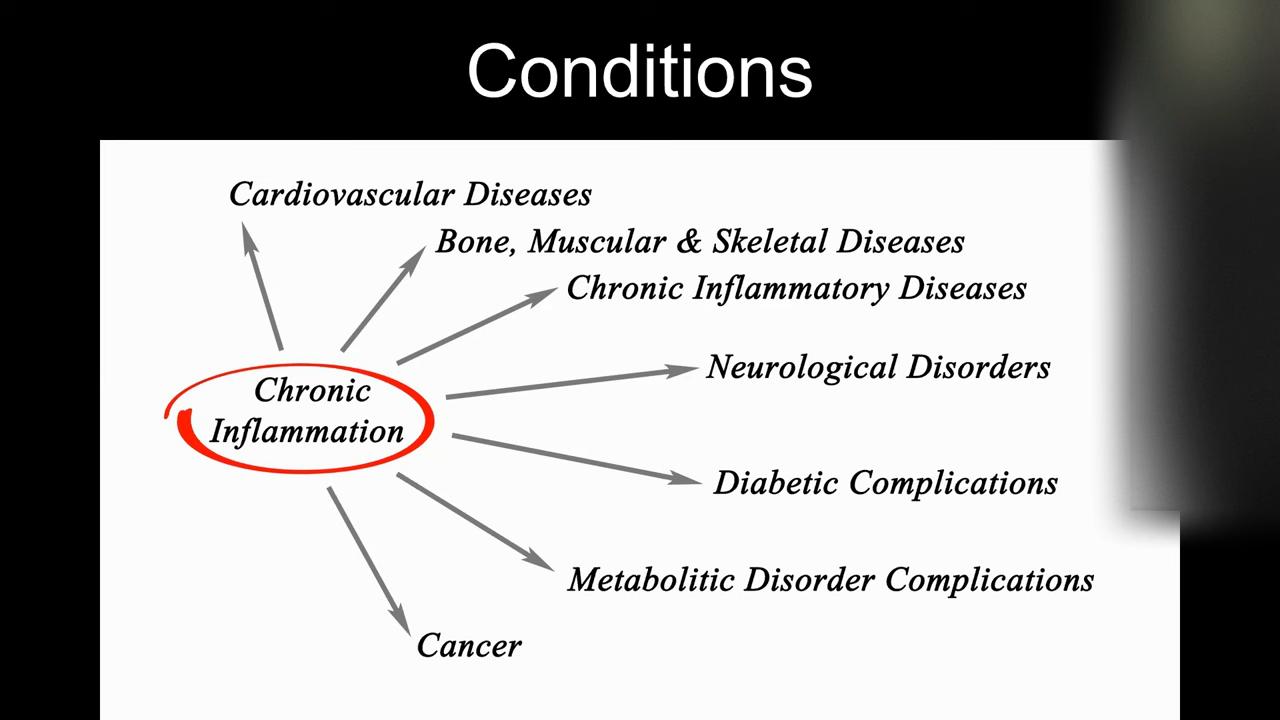 Conditions
Cardiovascular Diseases
Bone, Muscular & Skeletal Diseases
Chronic Inflammatory Diseases
Neurological Disorders
Chronic
Inflammation
Diabetic Complications
Metabolitic Disorder Complications
Cancer